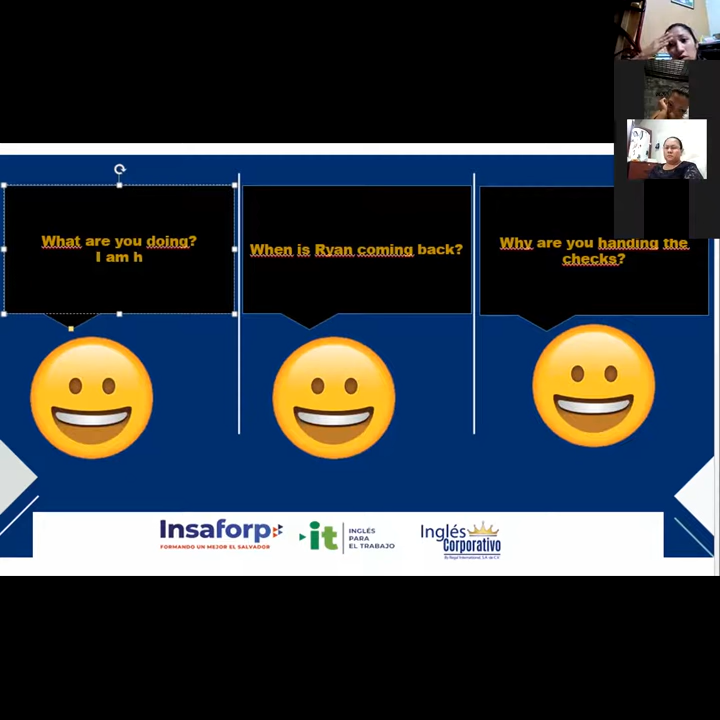 What are you doing?
I am h
When is Ryan coming back?
Why are you handing the
checks?
Insaforp
FORMANDO UN MEJOR EL SALVADOR
it
INGLÉS
PARA
EL TRABAJO
Inglés
Corporativo